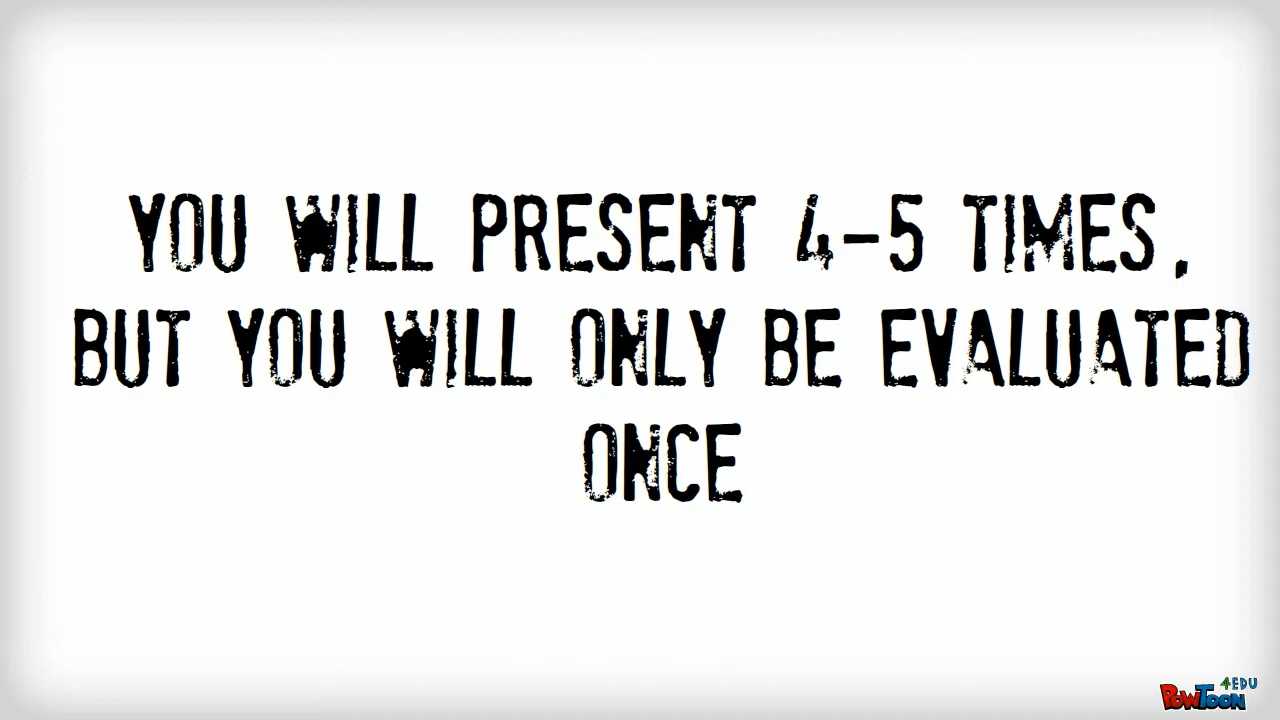 YOU WILL PRESENT 4-5 TIMES,
BUT YOU WILL ONLY BE EVALUATED
ONCE
4EDU
POWTOON